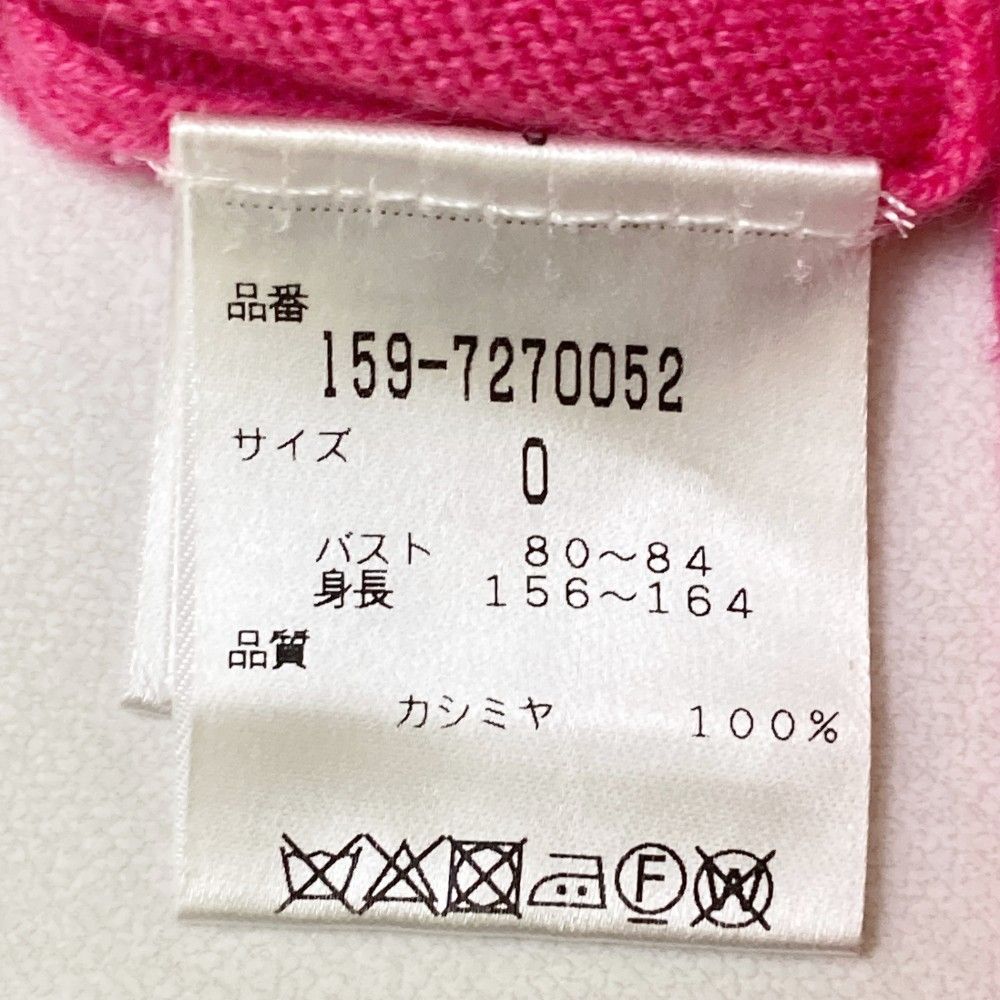 品番
159-7270052
サイズ 0
バスト 80～84
身長 156～164
品質
カシミヤ 100%
F W